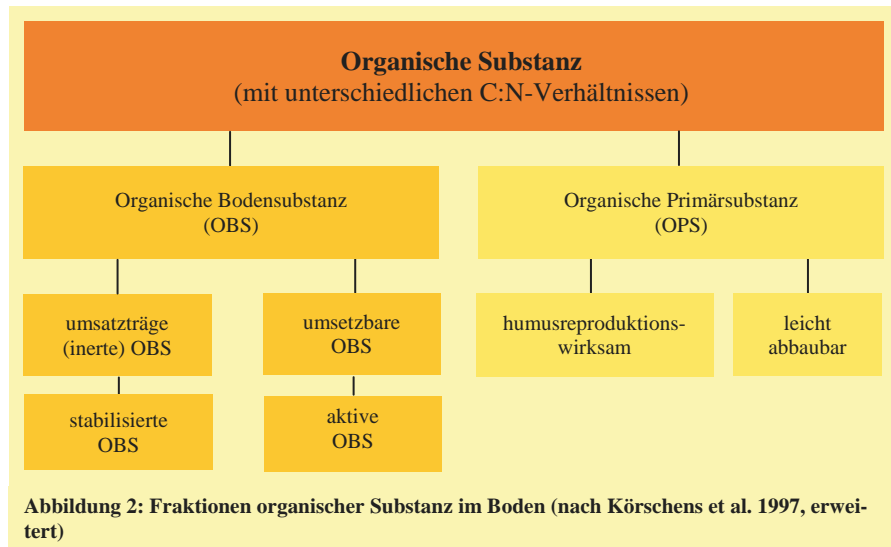 Organische Substanz
(mit unterschiedlichen C:N-Verhältnissen)
Organische Bodensubstanz
(OBS)
Organische Primärsubstanz
(OPS)
umsatzträge
(inerte) OBS
umsetzbare
OBS
humusreproduktions-
wirksam
leicht
abbaubar
stabilisierte
OBS
aktive
OBS
Abbildung 2: Fraktionen organischer Substanz im Boden (nach Körschens et al. 1997, erwei-
tert)